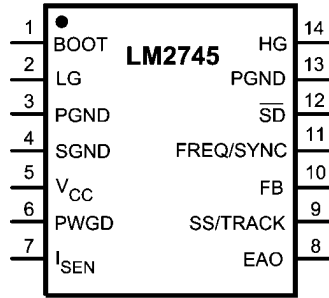 LM2745
1 BOOT HG 14
2 LG PGND 13
3 PGND SD 12
4 SGND FREQ/SYNC 11
5 VCC FB 10
6 PWGD SS/TRACK 9
7 ISEN EAO 8